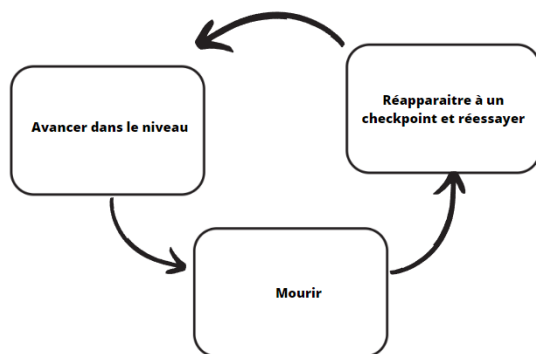 Avancer dans le niveau
Réapparaitre à un
checkpoint et réessayer
Mourir